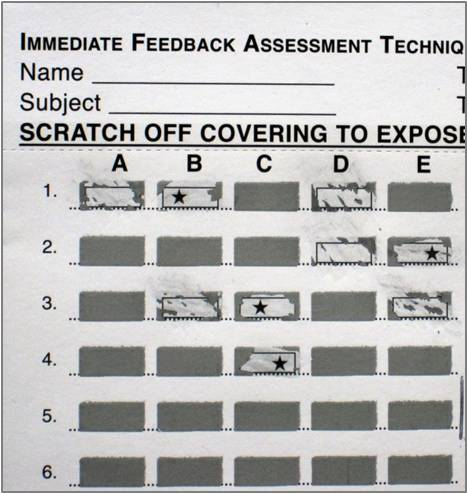 IMMEDIATE FEEDBACK ASSESSMENT TECHNIQ
Name
Subject
SCRATCH OFF COVERING TO EXPOSE
A B C D E
1.
2.
3.
4.
5.
6.